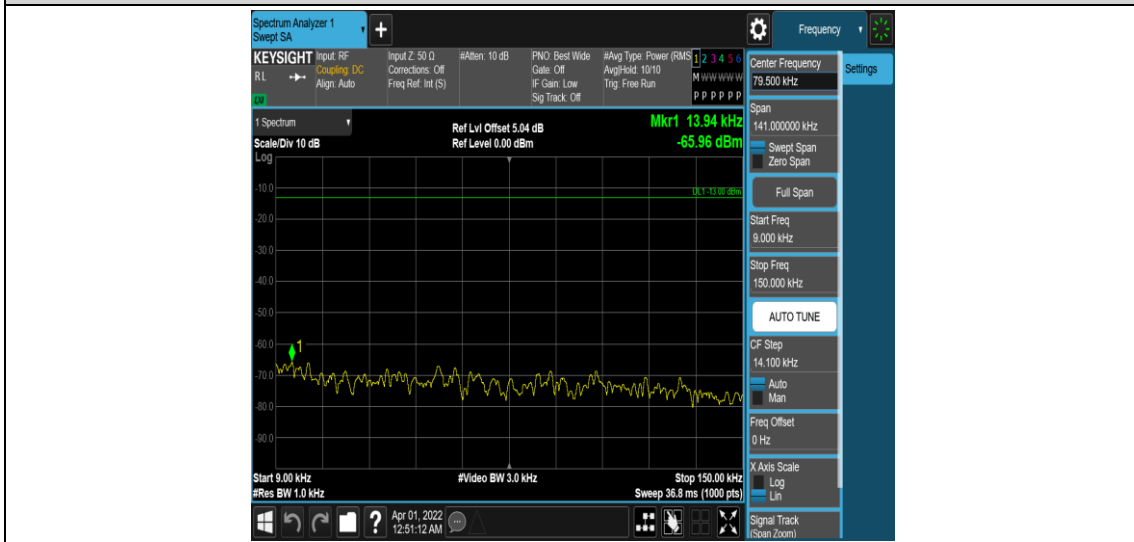 Spectrum Analyzer 1
Swept SA
+
Frequency
KEYSIGHT
RL
Input: RF
Coupling: DC
Align: Auto
Input Z: 50 Ω
Corrections: Off
Freq Ref: Int (S)
#Atten: 10 dB
PNO: Best Wide
Gate: Off
IF Gain: Low
Sig Track: Off
#Avg Type: Power (RMS
Avg|Hold: 10/10
Trig: Free Run
1 2 3 4 5 6
M W W W W W
P P P P P P
1 Spectrum
Scale/Div 10 dB
Log
Ref Lvl Offset 5.04 dB
Ref Level 0.00 dBm
Mkr1 13.94 kHz
-65.96 dBm
DL1 -13.00 dBm
-10.0
-20.0
-30.0
-40.0
-50.0
-60.0
-70.0
-80.0
-90.0
1
Start 9.00 kHz
#Res BW 1.0 kHz
#Video BW 3.0 kHz
Stop 150.00 kHz
Sweep 36.8 ms (1000 pts)
?
Apr 01, 2022
12:51:12 AM
Center Frequency
79.500 kHz
Settings
Span
141.000000 kHz
Swept Span
Zero Span
Full Span
Start Freq
9.000 kHz
Stop Freq
150.000 kHz
AUTO TUNE
CF Step
14.100 kHz
Auto
Man
Freq Offset
0 Hz
X Axis Scale
Log
Lin
Signal Track
(Span Zoom)